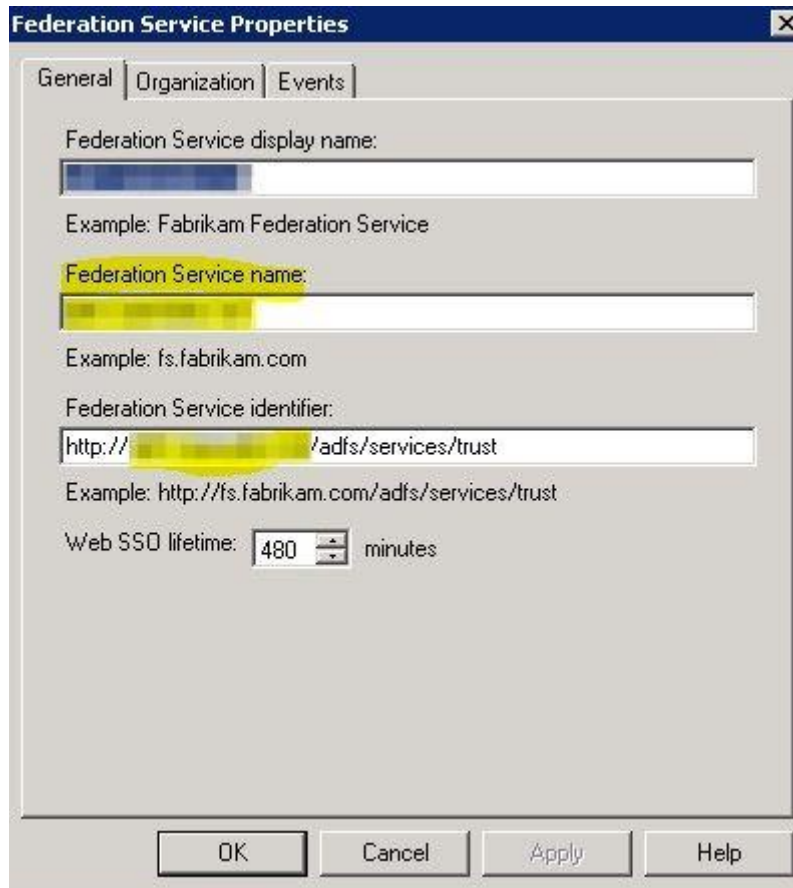 Federation Service Properties
General Organization Events
Federation Service display name:
Example: Fabrikam Federation Service
Federation Service name:
Example: fs.fabrikam.com
Federation Service identifier:
http:// /adfs/services/trust
Example: http://fs.fabrikam.com/adfs/services/trust
Web SSO lifetime: 480 minutes
OK Cancel Apply Help